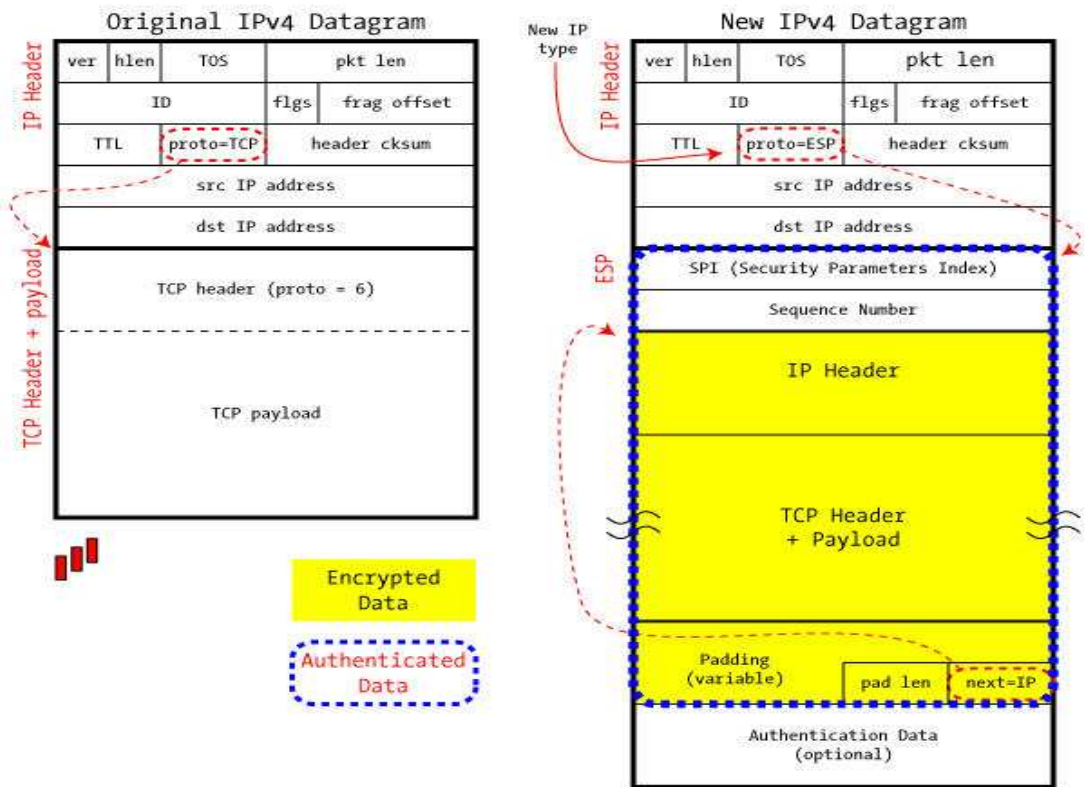 Original IPv4 Datagram
IP Header
ver hlen TOS pkt len
ID flgs frag offset
TTL proto=TCP header cksum
src IP address
dst IP address
TCP Header + payload
TCP header (proto = 6)
TCP payload
Encrypted
Data
Authenticated
Data
New IPv4 Datagram
New IP
type
IP Header
ver hlen TOS pkt len
ID flgs frag offset
TTL proto=ESP header cksum
src IP address
dst IP address
ESP
SPI (Security Parameters Index)
Sequence Number
IP Header
TCP Header
+ Payload
Padding
(variable)
pad len next=IP
Authentication Data
(optional)